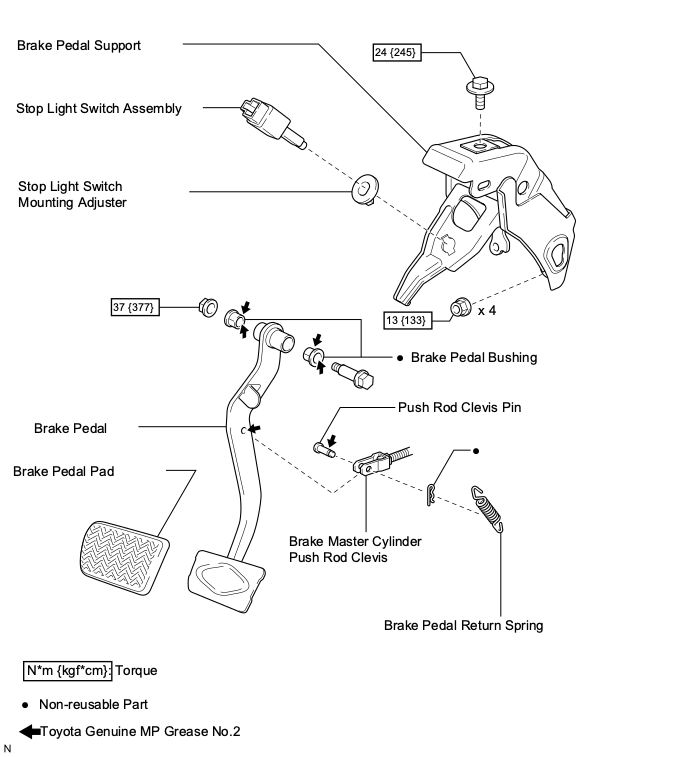 Brake Pedal Support
24 {245}
Stop Light Switch Assembly
Stop Light Switch
Mounting Adjuster
37 {377}
13 {133}
x 4
● Brake Pedal Bushing
Push Rod Clevis Pin
Brake Pedal
●
Brake Pedal Pad
Brake Master Cylinder
Push Rod Clevis
Brake Pedal Return Spring
N*m {kgf*cm}: Torque
● Non-reusable Part
Toyota Genuine MP Grease No.2
N